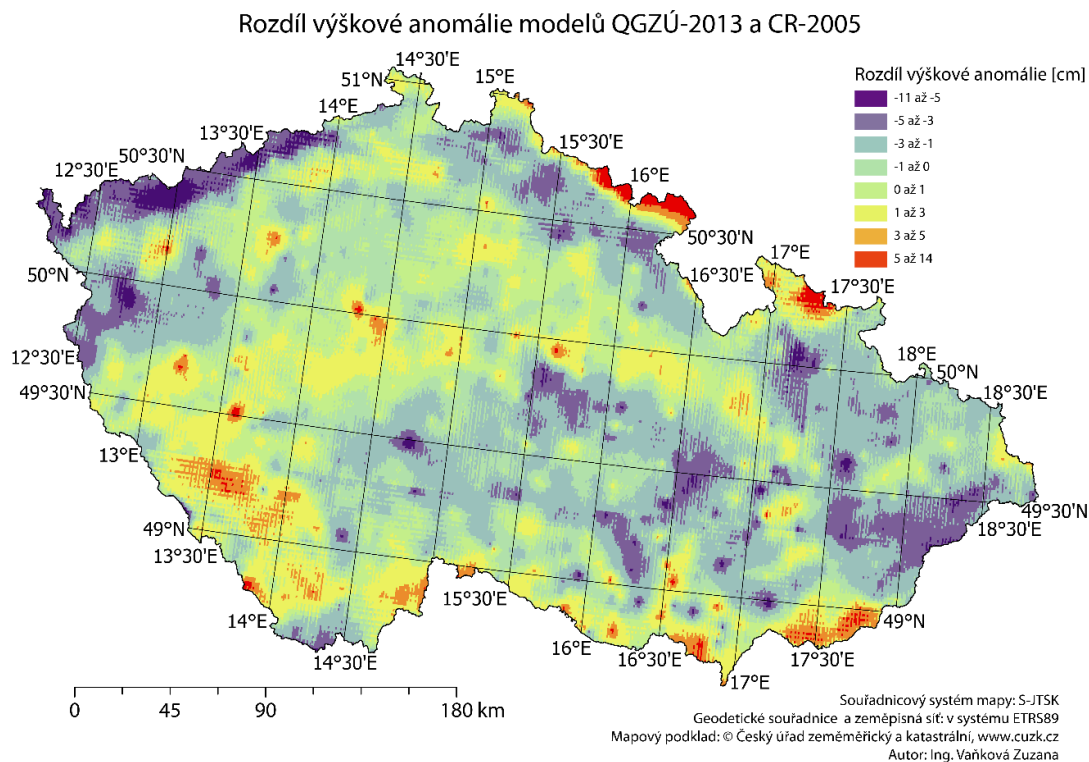 Rozdíl výškové anomálie modelů QGZÚ-2013 a CR-2005
Rozdíl výškové anomálie [cm]
-11 až -5
-5 až -3
-3 až -1
-1 až 0
0 až 1
1 až 3
3 až 5
5 až 14
14°30'E
51°N
15°E
14°E
13°30'E
15°30'E
50°30'N
12°30'E
16°E
50°30'N
17°E
50°N
16°30'E
17°30'E
12°30'E
18°E
50°N
49°30'N
18°30'E
13°E
49°30'N
49°N
18°30'E
13°30'E
15°30'E
14°E
49°N
16°E
14°30'E
16°30'E
17°30'E
17°E
0 45 90 180 km
Souřadnicový systém mapy: S-JTSK
Geodetické souřadnice a zeměpisná síť: v systému ETRS89
Mapový podklad: © Český úřad zeměměřický a katastrální, www.cuzk.cz
Autor: Ing. Vaňková Zuzana